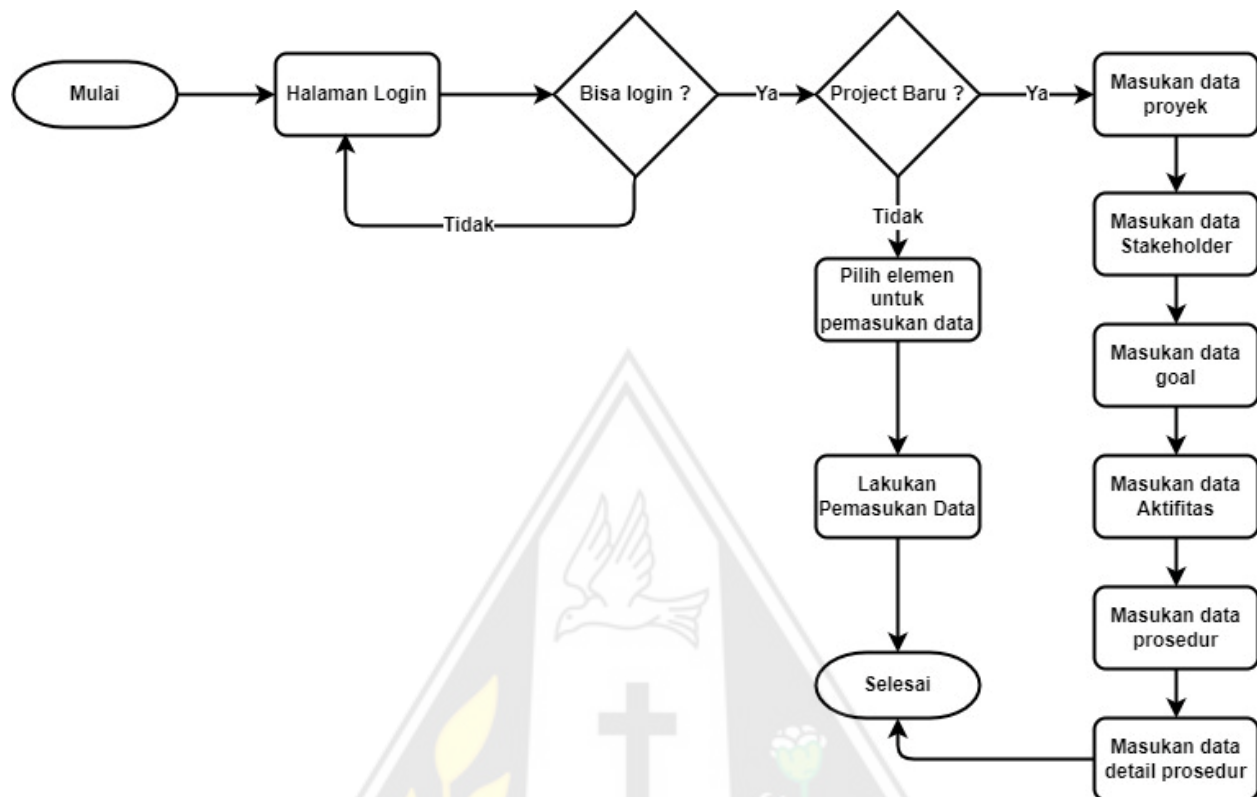 Mulai
Halaman Login
Bisa login ?
Ya
Project Baru ?
Ya
Masukan data
proyek
Tidak
Tidak
Masukan data
Stakeholder
Pilih elemen
untuk
pemasukan data
Masukan data
goal
Lakukan
Pemasukan Data
Masukan data
Aktifitas
Masukan data
prosedur
Selesai
Masukan data
detail prosedur